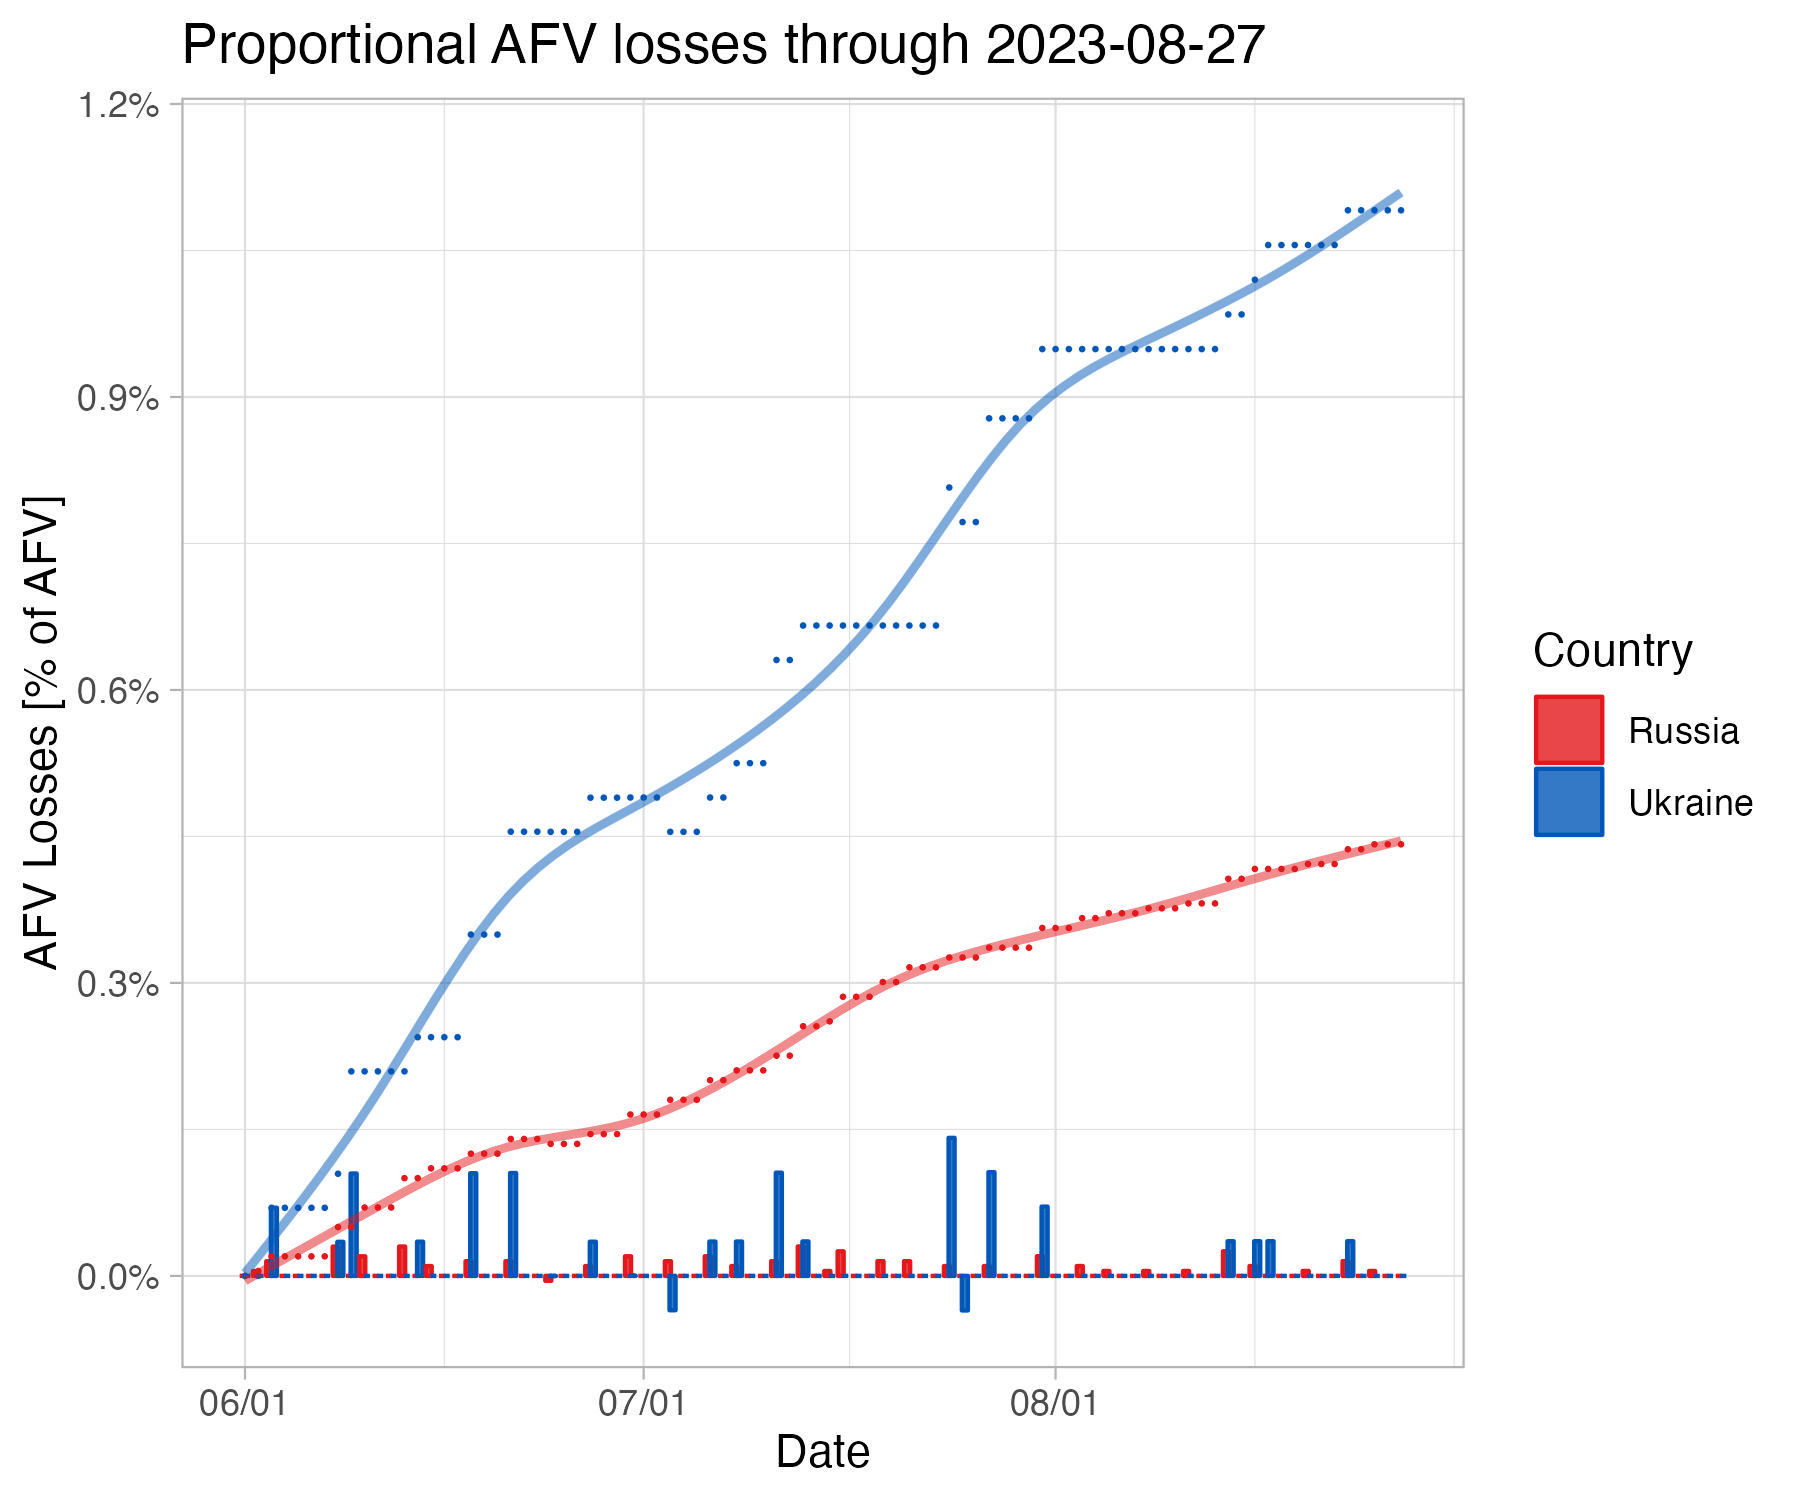 Proportional AFV losses through 2023-08-27
1.2%
0.9%
0.6%
0.3%
0.0%
AFV Losses [% of AFV]
06/01
07/01
08/01
Date
Country
Russia
Ukraine